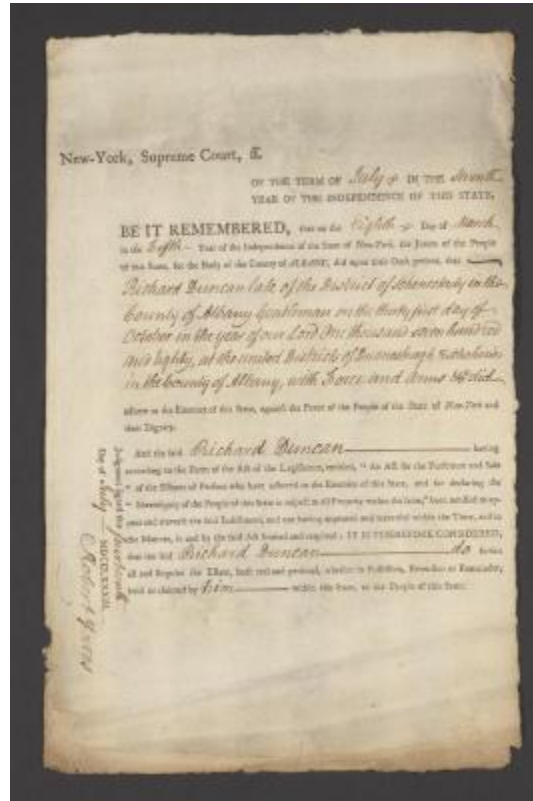 New-York, Supreme Court, ss.
OF THE TERM OF July IN THE Seventh
YEAR OF THE INDEPENDENCE OF THIS STATE,
BE IT REMEMBERED, that on the Eighth Day of March
in the Fifth Year of the Independence of the State of New-York, the Jurors of the People
of this State, for the Body of the County of ALBANY, did upon their Oath present, that
Richard Duncan late of the District of Schenectady in the
County of Albany Gentleman on the thirty first day of
October in the year of our Lord One thousand seven hundred
and eighty, at the united Districts of Duanesburgh
in the County of Albany, with Force and Arms &c did
adhere to the Enemies of this State, against the Peace of the People of the State of New-York and
their Dignity.
And the said Richard Duncan having
according to the Form of the Act of the Legislature, entitled, "An Act for the Forfeiture and Sale
"of the Estates of Persons who have adhered to the Enemies of this State, and for declaring the
"Sovereignty of the People of this State in respect to all Property within the same," been notified to ap-
pear and traverse the said Indictment, and not having appeared and traversed within the Time, and in
the Manner, in and by the said Act limited and required; IT IS THEREFORE CONSIDERED,
that the said Richard Duncan do forfeit
all and singular the Estate, both real and personal, whether in Possession, Reversion or Remainder,
held or claimed by him within this State, to the People of this State.
Judgment signed the
Day of July MDCCLXXXIII.
Robert Yates